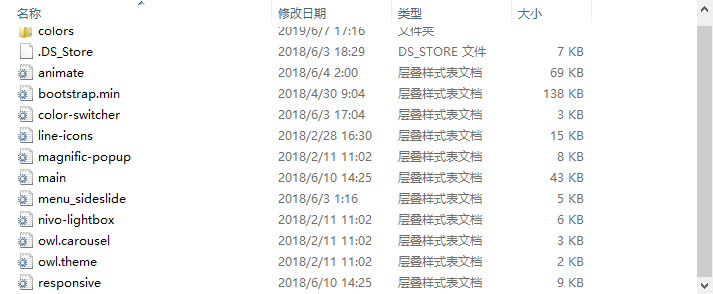 名称 修改日期 类型 大小
colors 2019/6/7 17:16 文件夹
.DS_Store 2018/6/3 18:29 DS_STORE 文件 7 KB
animate 2018/6/4 2:00 层叠样式表文档 69 KB
bootstrap.min 2018/4/30 9:04 层叠样式表文档 138 KB
color-switcher 2018/6/3 17:04 层叠样式表文档 3 KB
line-icons 2018/2/28 16:30 层叠样式表文档 15 KB
magnific-popup 2018/2/11 11:02 层叠样式表文档 8 KB
main 2018/6/10 14:25 层叠样式表文档 43 KB
menu_sideslide 2018/6/3 1:16 层叠样式表文档 5 KB
nivo-lightbox 2018/2/11 11:02 层叠样式表文档 6 KB
owl.carousel 2018/2/11 11:02 层叠样式表文档 3 KB
owl.theme 2018/2/11 11:02 层叠样式表文档 2 KB
responsive 2018/6/10 14:25 层叠样式表文档 9 KB